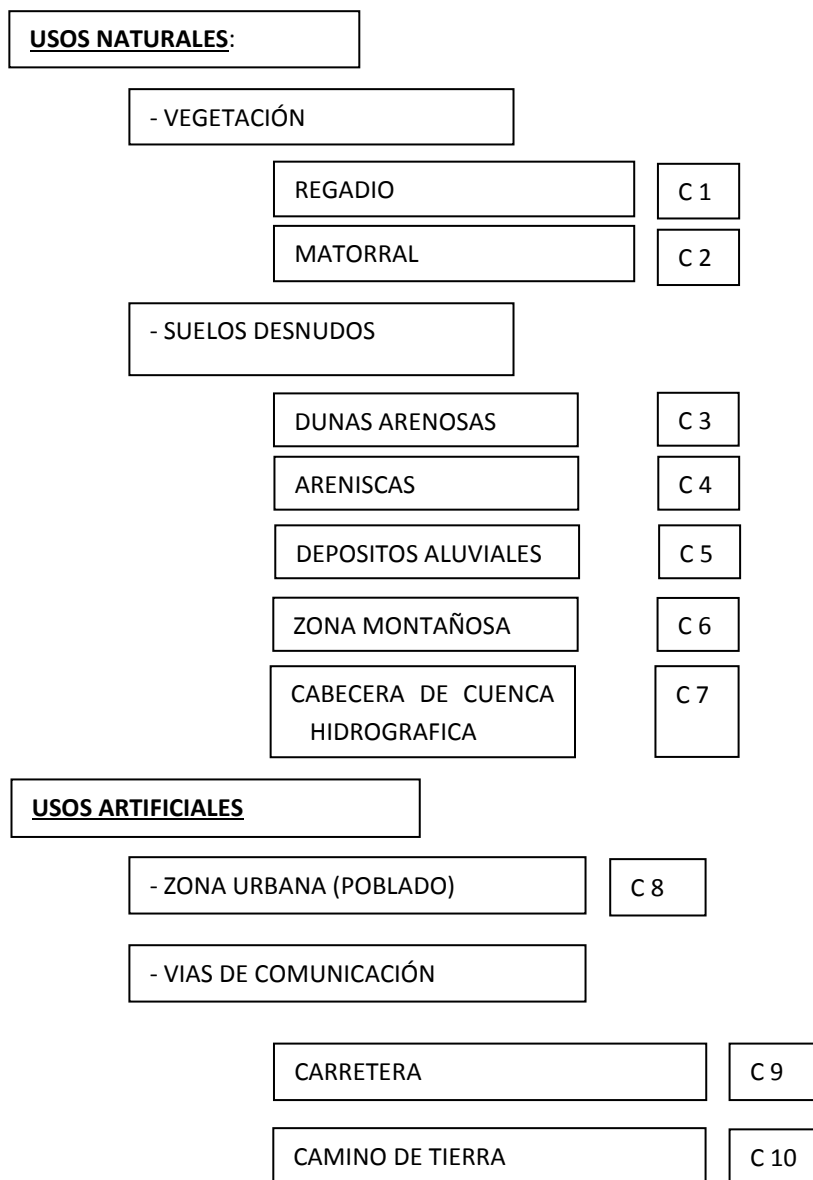 USOS NATURALES:
- VEGETACIÓN
REGADIO C 1
MATORRAL C 2
- SUELOS DESNUDOS
DUNAS ARENOSAS C 3
ARENISCAS C 4
DEPOSITOS ALUVIALES C 5
ZONA MONTAÑOSA C 6
CABECERA DE CUENCA C 7
HIDROGRAFICA
USOS ARTIFICIALES
- ZONA URBANA (POBLADO) C 8
- VIAS DE COMUNICACIÓN
CARRETERA C 9
CAMINO DE TIERRA C 10